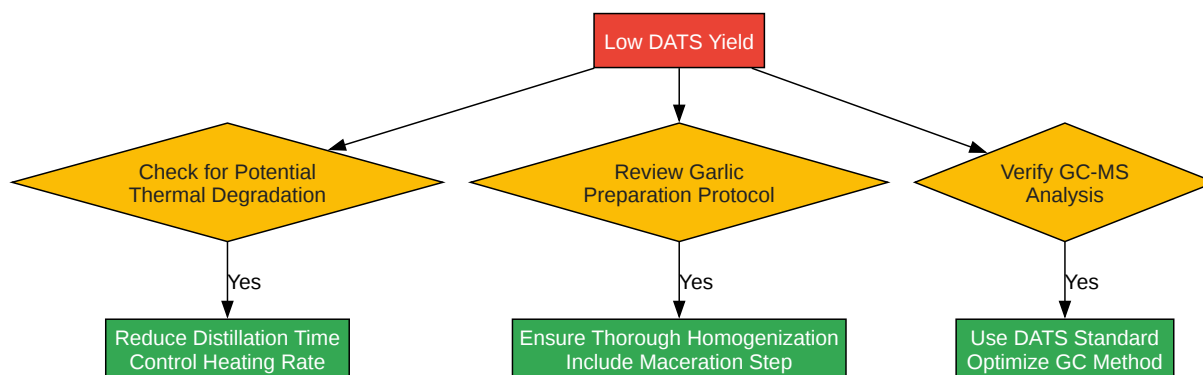 Low DATS Yield
Check for Potential
Thermal Degradation
Review Garlic
Preparation Protocol
Verify GC-MS
Analysis
Yes
Yes
Yes
Reduce Distillation Time
Control Heating Rate
Ensure Thorough Homogenization
Include Maceration Step
Use DATS Standard
Optimize GC Method